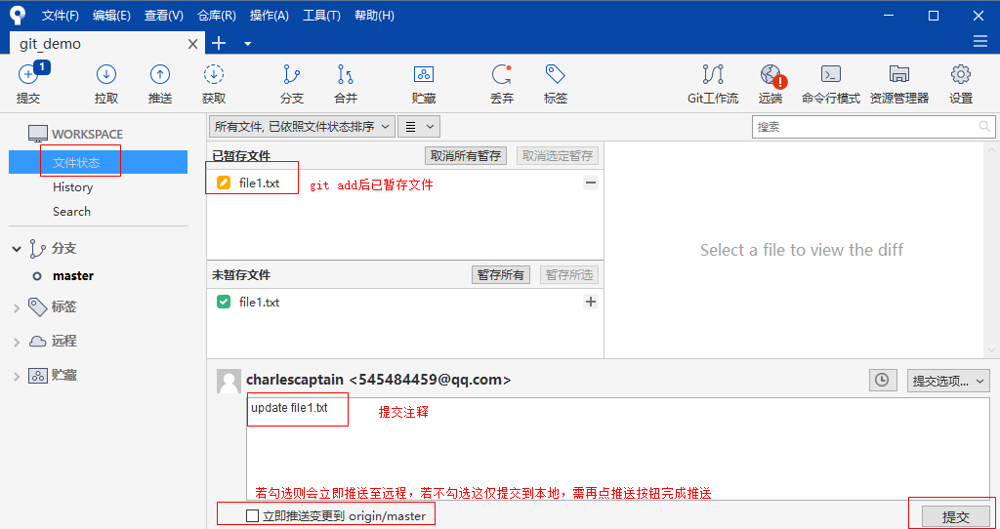 文件(F) 编辑(E) 查看(V) 仓库(R) 操作(A) 工具(T) 帮助(H)
git_demo
1
提交 拉取 推送 获取 分支 合并 贮藏 丢弃 标签 Git工作流 远端 命令行模式 资源管理器 设置
WORKSPACE
文件状态
History
Search
分支
master
标签
远程
贮藏
所有文件, 已依照文件状态排序
搜索
已暂存文件 取消所有暂存 取消选定暂存
file1.txt git add后已暂存文件
未暂存文件 暂存所有 暂存所选
file1.txt
Select a file to view the diff
charlescaptain <545484459@qq.com> 提交选项...
update file1.txt 提交注释
若勾选则会立即推送至远程，若不勾选这仅提交到本地，需再点推送按钮完成推送
立即推送变更到 origin/master 提交